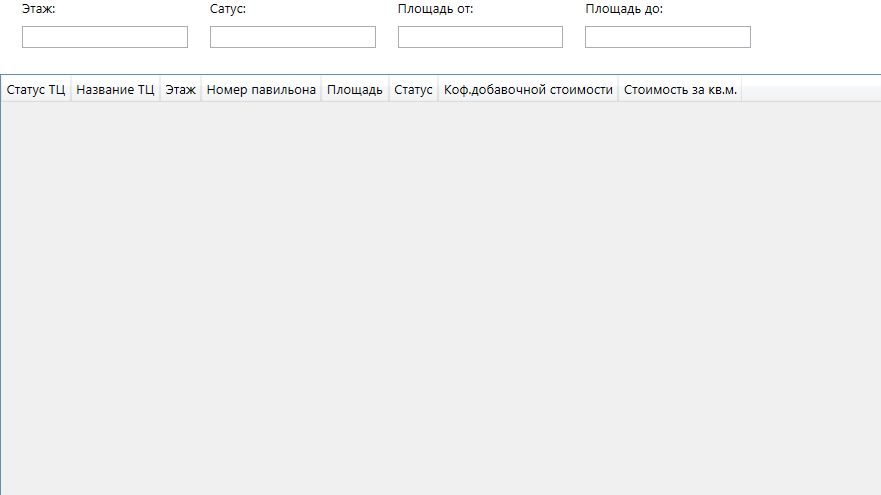 Этаж: Сатус: Площадь от: Площадь до:
Статус ТЦ Название ТЦ Этаж Номер павильона Площадь Статус Коф.добавочной стоимости Стоимость за кв.м.